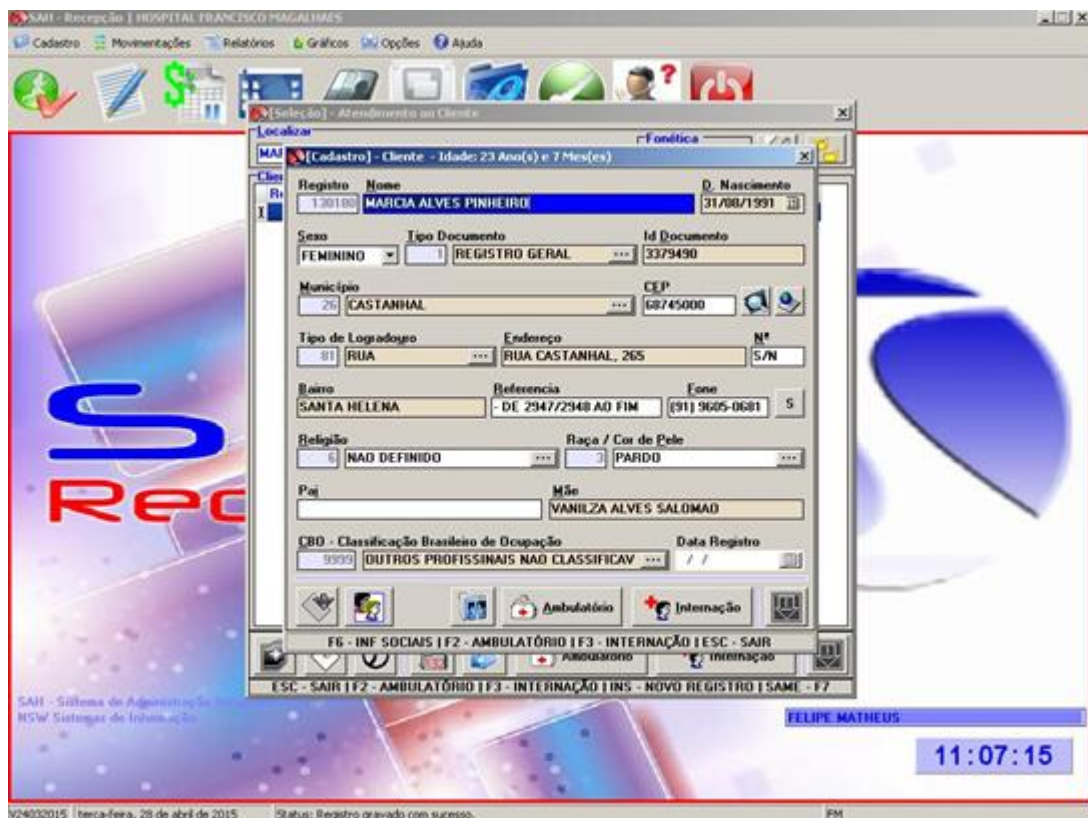 SAH - Recepção | HOSPITAL FRANCISCO MAGALHAES
Cadastro Movimentações Relatórios Gráficos Opções Ajuda
[Seleção] - Atendimento ao Cliente
Localizar Fonética
[Cadastro] - Cliente - Idade: 23 Ano(s) e 7 Mes(es)
Registro Nome D. Nascimento
130180 MARCIA ALVES PINHEIRO 31/08/1991
Sexo Tipo Documento Id Documento
FEMININO 1 REGISTRO GERAL ... 3379490
Município CEP
26 CASTANHAL ... 68745000
Tipo de Logradouro Endereço Nº
81 RUA ... RUA CASTANHAL, 265 S/N
Bairro Referencia Fone
SANTA HELENA - DE 2947/2948 AO FIM (91) 9605-0681 S
Religião Raça / Cor de Pele
6 NAO DEFINIDO ... 3 PARDO ...
Pai Mãe
VANILZA ALVES SALOMAO
CBO - Classificação Brasileiro de Ocupação Data Registro
9999 OUTROS PROFISSINAIS NAO CLASSIFICAV ... / /
Ambulatório Internação
F6 - INF SOCIAIS | F2 - AMBULATÓRIO | F3 - INTERNAÇÃO | ESC - SAIR
Ambulatório Internação
ESC - SAIR | F2 - AMBULATÓRIO | F3 - INTERNAÇÃO | INS - NOVO REGISTRO | SAME - F7
S
Rec
SAH - Sistema de
NSW Sistemas de Informação
FELIPE MATHEUS
11:07:15
V24032015 terça-feira, 28 de abril de 2015 Status: Registro gravado com sucesso. FM